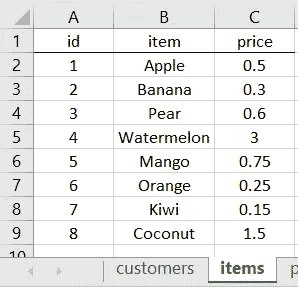 A B C
1 id item price
2 1 Apple 0.5
3 2 Banana 0.3
4 3 Pear 0.6
5 4 Watermelon 3
6 5 Mango 0.75
7 6 Orange 0.25
8 7 Kiwi 0.15
9 8 Coconut 1.5
customers items